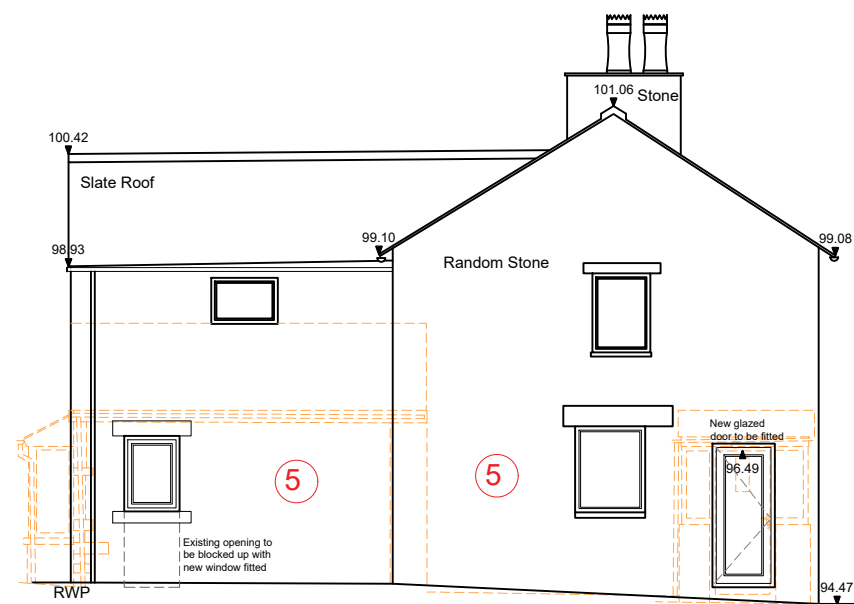 101.06
Stone
100.42
Slate Roof
99.10
99.08
98.93
Random Stone
New glazed
door to be fitted
96.49
5
5
Existing opening to
be blocked up with
new window fitted
RWP
94.47